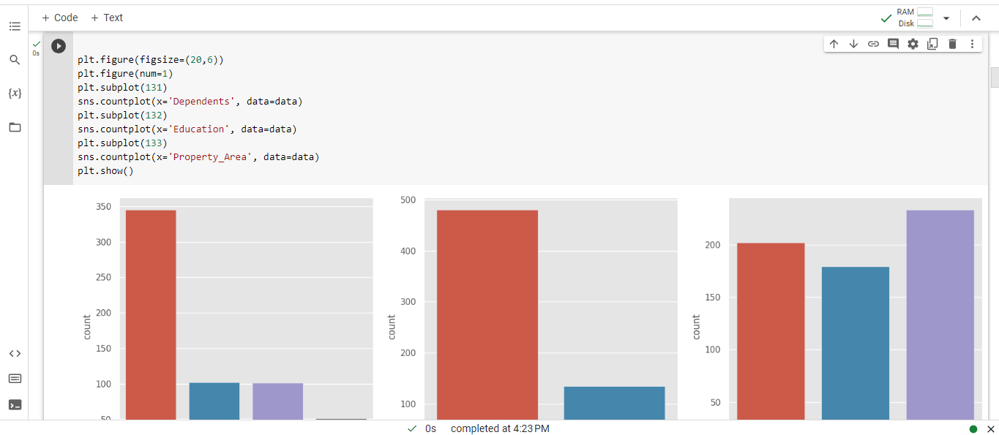 + Code + Text
RAM
Disk
0s
{x}
plt.figure(figsize=(20,6))
plt.figure(num=1)
plt.subplot(131)
sns.countplot(x='Dependents', data=data)
plt.subplot(132)
sns.countplot(x='Education', data=data)
plt.subplot(133)
sns.countplot(x='Property_Area', data=data)
plt.show()
350
300
250
200
150
100
50
count
500
400
300
200
100
count
200
150
100
50
count
0s completed at 4:23 PM